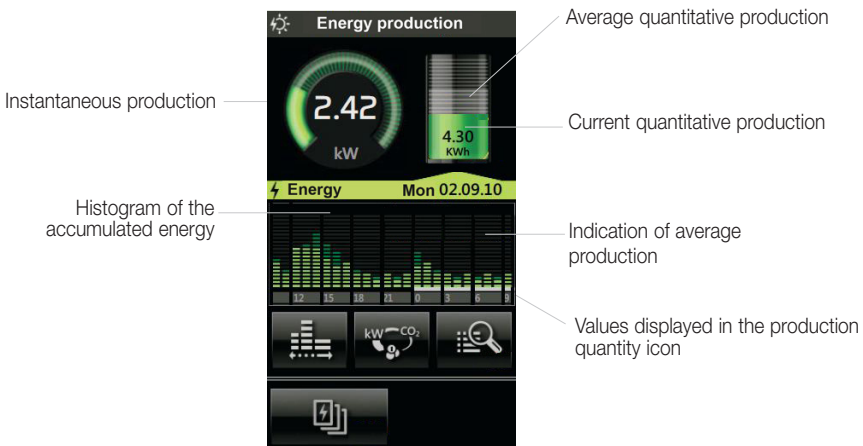 Energy production
Average quantitative production
Instantaneous production
2.42
kW
Current quantitative production
4.30
KWh
Energy
Mon 02.09.10
Histogram of the
accumulated energy
Indication of average
production
12 15 18 21 0 3 6 9
Values displayed in the production
quantity icon
kW CO₂